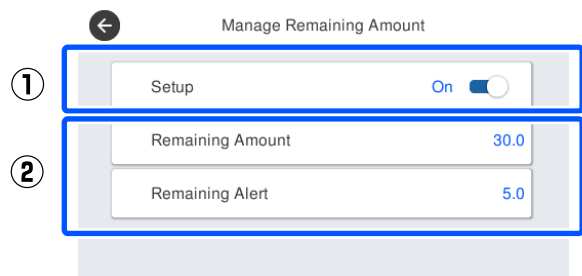 Manage Remaining Amount
①
Setup On
②
Remaining Amount 30.0
Remaining Alert 5.0